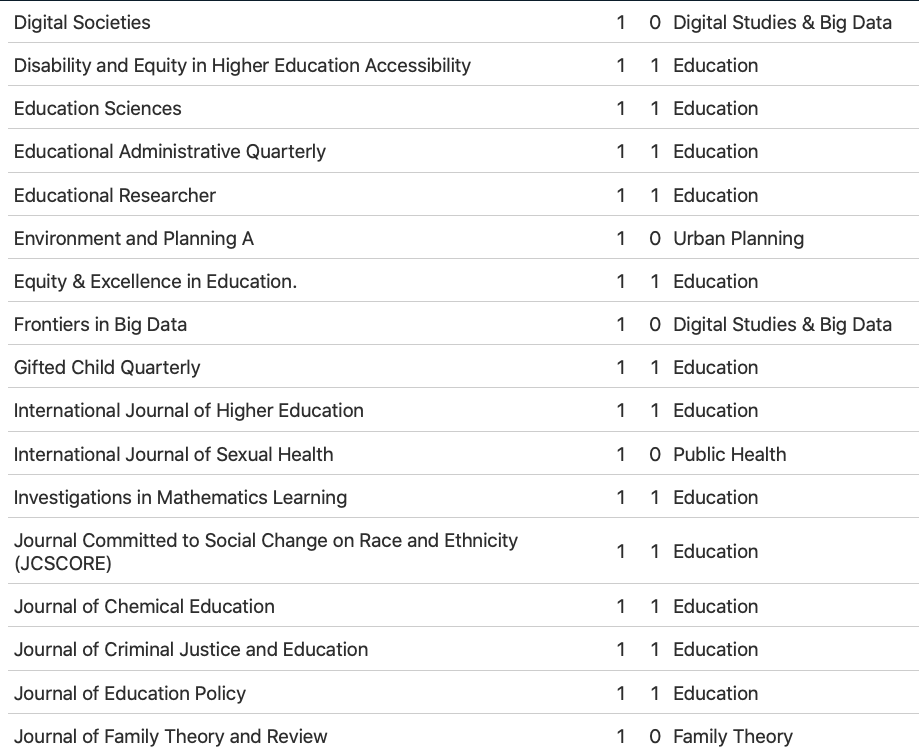 Digital Societies 1 0 Digital Studies & Big Data
Disability and Equity in Higher Education Accessibility 1 1 Education
Education Sciences 1 1 Education
Educational Administrative Quarterly 1 1 Education
Educational Researcher 1 1 Education
Environment and Planning A 1 0 Urban Planning
Equity & Excellence in Education. 1 1 Education
Frontiers in Big Data 1 0 Digital Studies & Big Data
Gifted Child Quarterly 1 1 Education
International Journal of Higher Education 1 1 Education
International Journal of Sexual Health 1 0 Public Health
Investigations in Mathematics Learning 1 1 Education
Journal Committed to Social Change on Race and Ethnicity
(JCSCORE) 1 1 Education
Journal of Chemical Education 1 1 Education
Journal of Criminal Justice and Education 1 1 Education
Journal of Education Policy 1 1 Education
Journal of Family Theory and Review 1 0 Family Theory